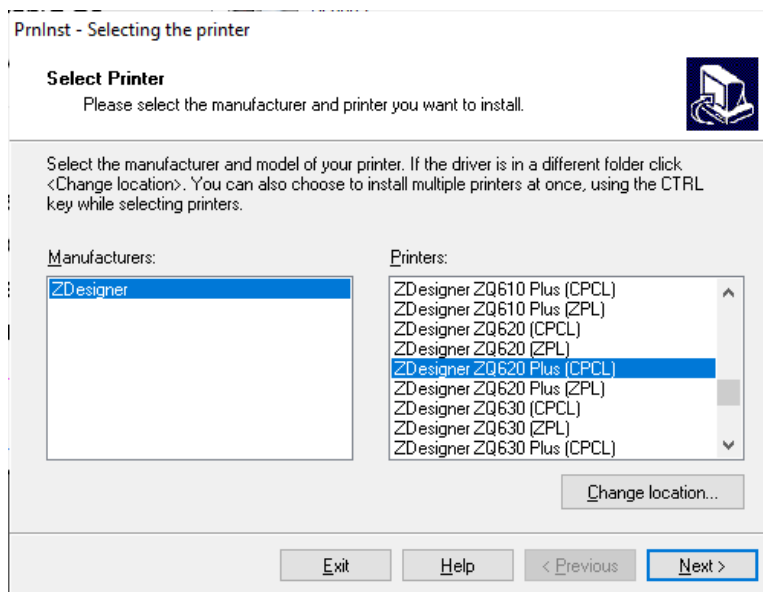 PrnInst - Selecting the printer
Select Printer
Please select the manufacturer and printer you want to install.
Select the manufacturer and model of your printer. If the driver is in a different folder click
<Change location>. You can also choose to install multiple printers at once, using the CTRL
key while selecting printers.
Manufacturers:
ZDesigner
Printers:
ZDesigner ZQ610 Plus (CPCL)
ZDesigner ZQ610 Plus (ZPL)
ZDesigner ZQ620 (CPCL)
ZDesigner ZQ620 (ZPL)
ZDesigner ZQ620 Plus (CPCL)
ZDesigner ZQ620 Plus (ZPL)
ZDesigner ZQ630 (CPCL)
ZDesigner ZQ630 (ZPL)
ZDesigner ZQ630 Plus (CPCL)
Change location...
Exit
Help
< Previous
Next >